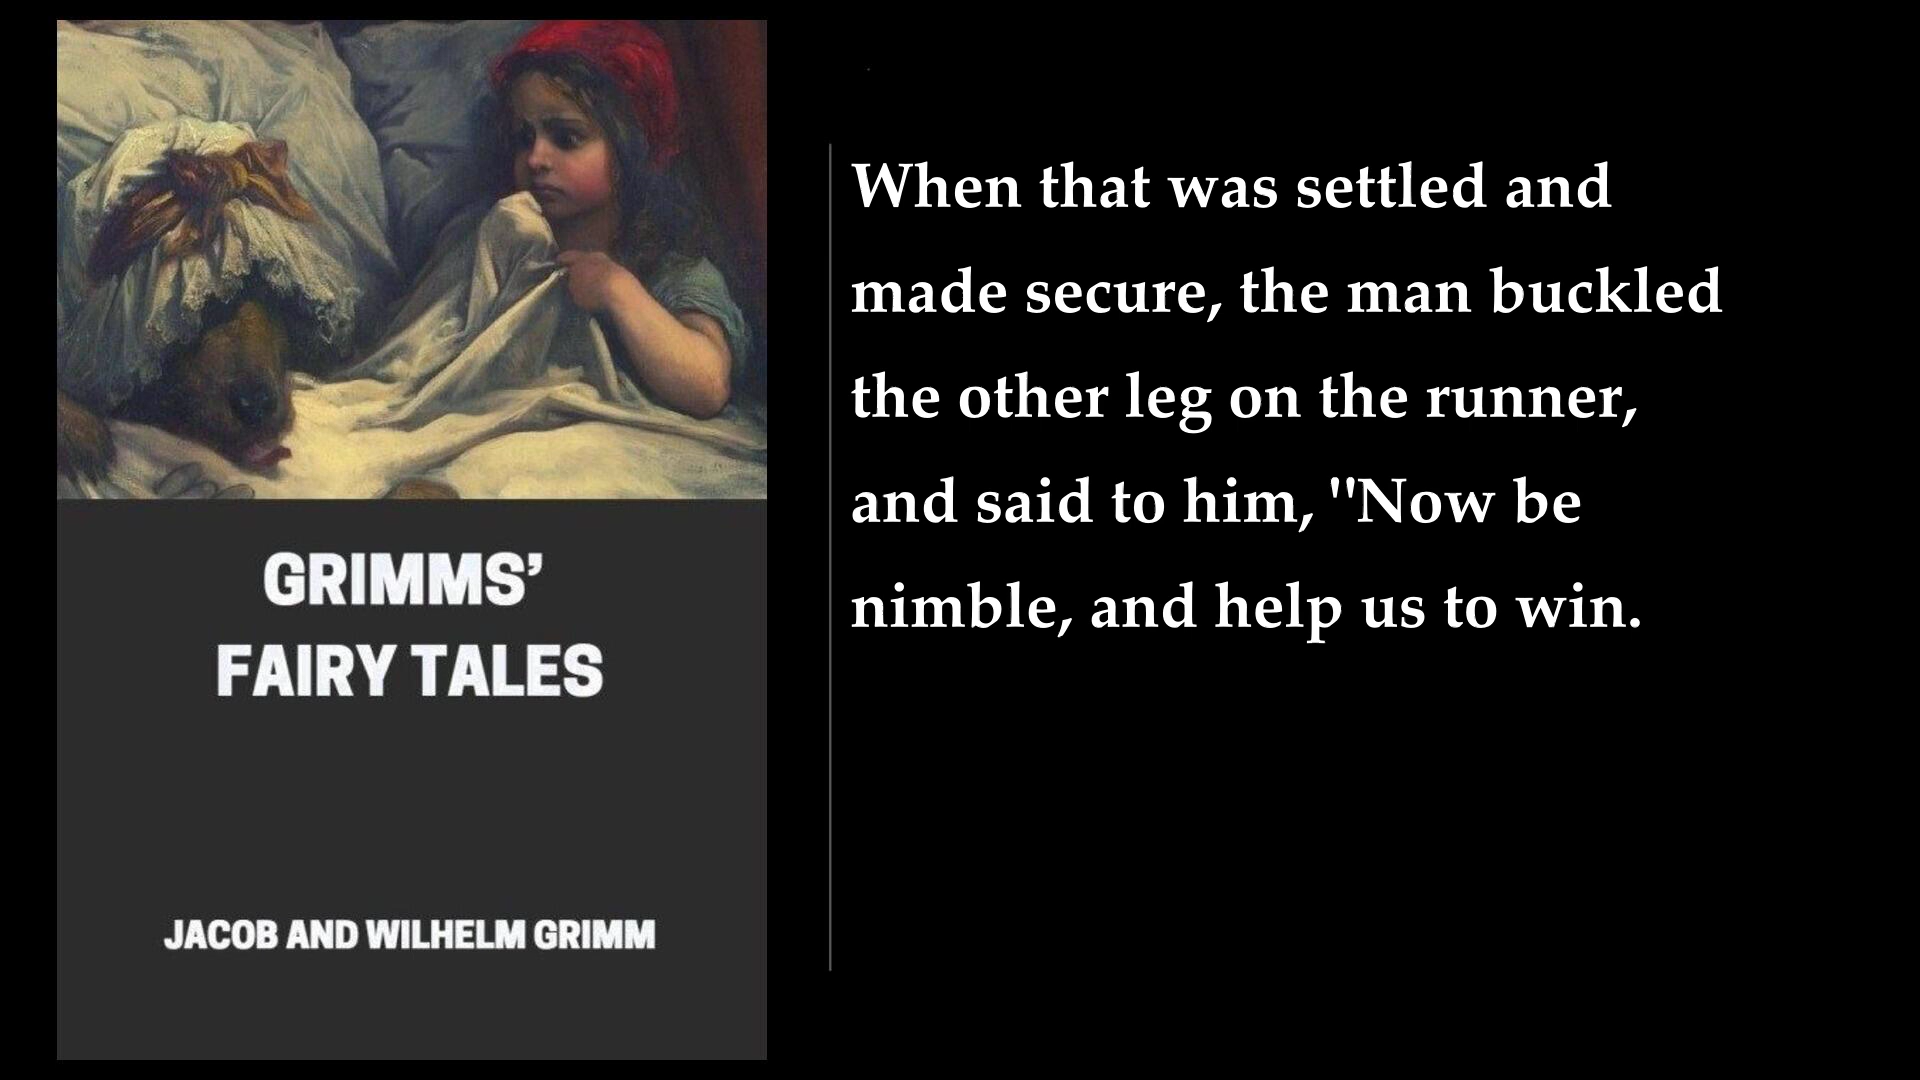 GRIMMS’
FAIRY TALES
JACOB AND WILHELM GRIMM
When that was settled and
made secure, the man buckled
the other leg on the runner,
and said to him, "Now be
nimble, and help us to win.